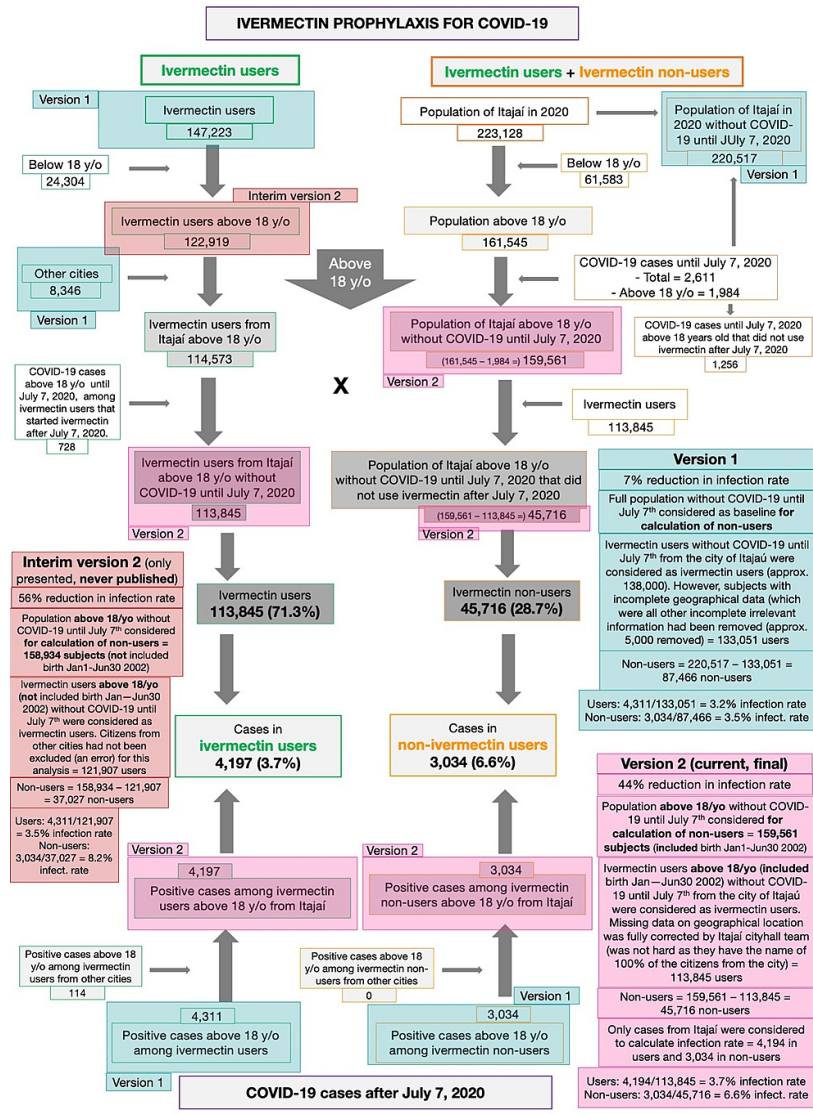 IVERMECTIN PROPHYLAXIS FOR COVID-19
Ivermectin users
Version 1
Ivermectin users
147,223
Below 18 y/o
24,304
Interim version 2
Ivermectin users above 18 y/o
122,919
Other cities
8,346
Version 1
Ivermectin users from
Itajaí above 18 y/o
114,573
COVID-19 cases
above 18 y/o until
July 7, 2020, among
ivermectin users that
started ivermectin
after July 7, 2020.
728
Ivermectin users from Itajaí
above 18 y/o without
COVID-19 until July 7, 2020
113,845
Version 2
Ivermectin users
113,845 (71.3%)
Cases in
ivermectin users
4,197 (3.7%)
Version 2
4,197
Positive cases among ivermectin
users above 18 y/o from Itajaí
Positive cases above 18
y/o among ivermectin
users from other cities
114
4,311
Positive cases above 18 y/o
among ivermectin users
Version 1
Above
18 y/o
X
Ivermectin users + Ivermectin non-users
Population of Itajaí in 2020
223,128
Population of Itajaí in
2020 without COVID-
19 until JUly 7, 2020
220,517
Version 1
Below 18 y/o
61,583
Population above 18 y/o
161,545
COVID-19 cases until July 7, 2020
- Total = 2,611
- Above 18 y/o = 1,984
COVID-19 cases until July 7, 2020
above 18 years old that did not use
ivermectin after July 7, 2020
1,256
Population of Itajaí above 18 y/o
without COVID-19 until July 7, 2020
(161,545 – 1,984 =) 159,561
Version 2
Ivermectin users
113,845
Population of Itajaí above 18 y/o
without COVID-19 until July 7, 2020 that did
not use ivermectin after July 7, 2020
(159,561 – 113,845 =) 45,716
Version 2
Ivermectin non-users
45,716 (28.7%)
Cases in
non-ivermectin users
3,034 (6.6%)
Version 2
3,034
Positive cases among ivermectin
non-users above 18 y/o from Itajaí
Positive cases above 18
y/o among ivermectin non-
users from other cities
0
Version 1
3,034
Positive cases above 18 y/o
among ivermectin non-users
COVID-19 cases after July 7, 2020
Interim version 2 (only
presented, never published)
56% reduction in infection rate
Population above 18/yo without
COVID-19 until July 7th considered
for calculation of non-users =
158,934 subjects (not included
birth Jan1-Jun30 2002)
Ivermectin users above 18/yo
(not included birth Jan—Jun30
2002) without COVID-19 until
July 7th were considered as
ivermectin users. Citizens from
other cities had not been
excluded (an error) for this
analysis = 121,907 users
Non-users = 158,934 – 121,907
= 37,027 non-users
Users: 4,311/121,907
= 3.5% infection rate
Non-users:
3,034/37,027 = 8.2%
infect. rate
Version 1
7% reduction in infection rate
Full population without COVID-19 until
July 7th considered as baseline for
calculation of non-users
Ivermectin users without COVID-19 until
July 7th from the city of Itajaú were
considered as ivermectin users (approx.
138,000). However, subjects with
incomplete geographical data (which
were all other incomplete irrelevant
information had been removed (approx.
5,000 removed) = 133,051 users
Non-users = 220,517 – 133,051 =
87,466 non-users
Users: 4,311/133,051 = 3.2% infection rate
Non-users: 3,034/87,466 = 3.5% infect. rate
Version 2 (current, final)
44% reduction in infection rate
Population above 18/yo without COVID-
19 until July 7th considered for
calculation of non-users = 159,561
subjects (included birth Jan1-Jun30 2002)
Ivermectin users above 18/yo (included
birth Jan—Jun30 2002) without COVID-
19 until July 7th from the city of Itajaú
were considered as ivermectin users.
Missing data on geographical location
was fully corrected by Itajaí cityhall team
(was not hard as they have the name of
100% of the citizens from the city) =
113,845 users
Non-users = 159,561 – 113,845 =
45,716 non-users
Only cases from Itajaí were considered
to calculate infection rate = 4,194 in
users and 3,034 in non-users
Users: 4,194/113,845 = 3.7% infection rate
Non-users: 3,034/45,716 = 6.6% infect. rate